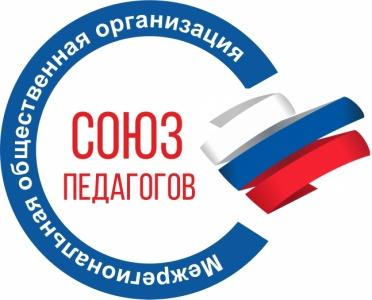 Межрегиональная общественная организация
СОЮЗ
ПЕДАГОГОВ